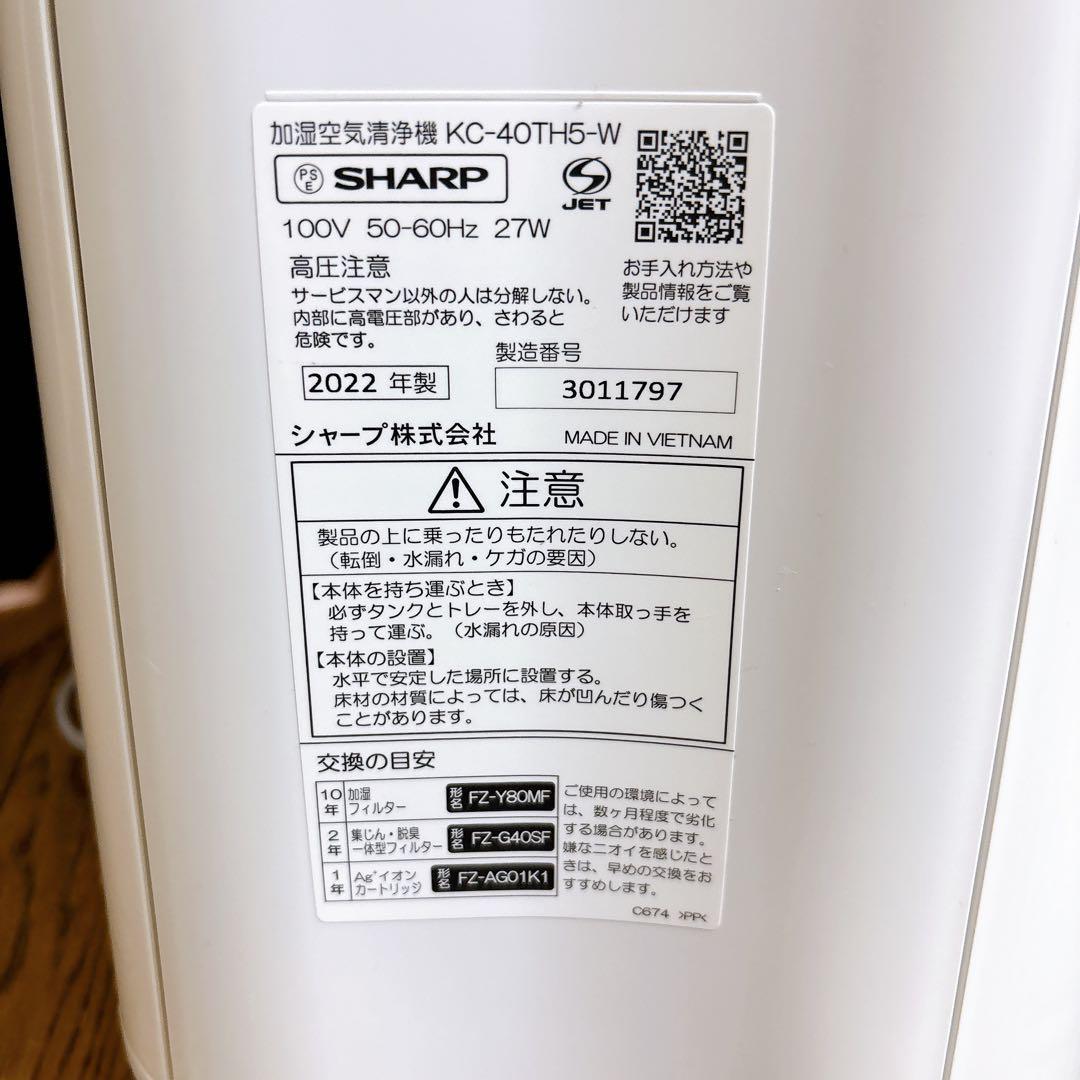 加湿空気清浄機 KC-40TH5-W
PSE SHARP
JET
100V 50-60Hz 27W
お手入れ方法や
製品情報をご覧
いただけます
高圧注意
サービスマン以外の人は分解しない。
内部に高電圧部があり、さわると
危険です。
製造番号
2022 年製
3011797
シャープ株式会社
MADE IN VIETNAM
注意
製品の上に乗ったりもたれたりしない。
（転倒・水漏れ・ケガの要因）
【本体を持ち運ぶとき】
必ずタンクとトレーを外し、本体取っ手を
持って運ぶ。（水漏れの原因）
【本体の設置】
水平で安定した場所に設置する。
床材の材質によっては、床が凹んだり傷つく
ことがあります。
交換の目安
10年 加湿フィルター 形名 FZ-Y80MF
2年 集じん・脱臭一体型フィルター 形名 FZ-G40SF
1年 Ag⁺イオンカートリッジ 形名 FZ-AG01K1
ご使用の環境によって
は、数ヶ月程度で劣化
する場合があります。
嫌なニオイを感じたと
きは、早めの交換をお
すすめします。
C674 >PP<